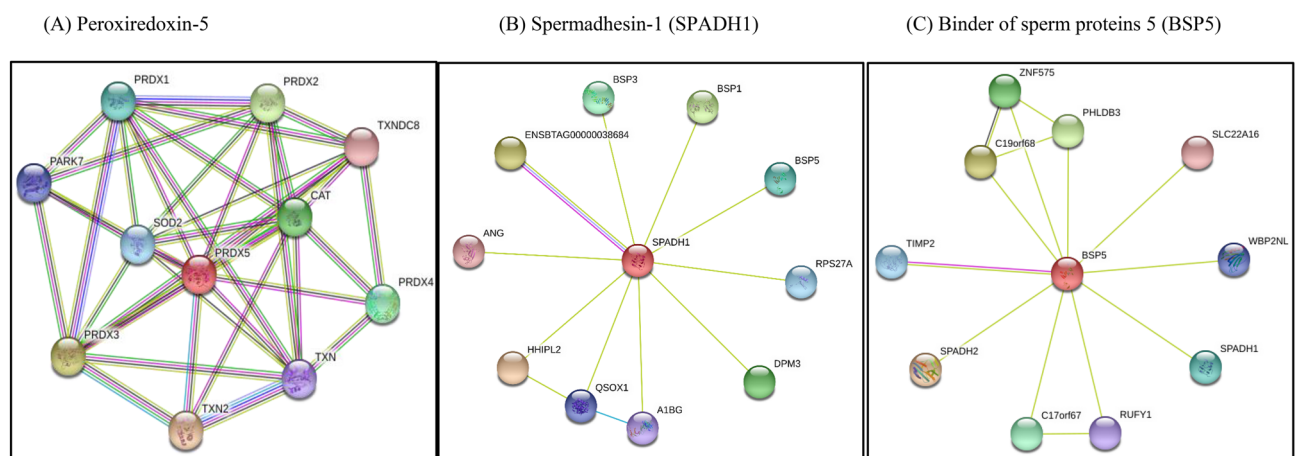 (A) Peroxiredoxin-5
(B) Spermadhesin-1 (SPADH1)
(C) Binder of sperm proteins 5 (BSP5)
PRDX1
PRDX2
TXNDC8
PARK7
CAT
SOD2
PRDX5
PRDX4
PRDX3
TXN
TXN2
BSP3
BSP1
ENSBTAG00000038684
BSP5
ANG
SPADH1
RPS27A
HHIPL2
DPM3
QSOX1
A1BG
ZNF575
PHLDB3
C19orf68
SLC22A16
TIMP2
BSP5
WBP2NL
SPADH2
SPADH1
C17orf67
RUFY1